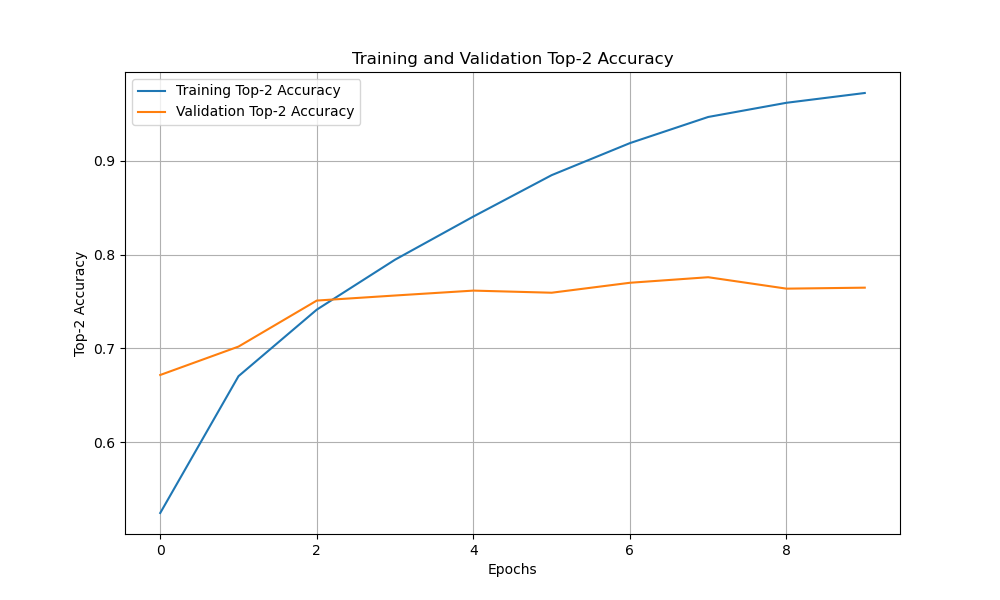 Training and Validation Top-2 Accuracy
Training Top-2 Accuracy
Validation Top-2 Accuracy
Top-2 Accuracy
0.9
0.8
0.7
0.6
0 2 4 6 8
Epochs